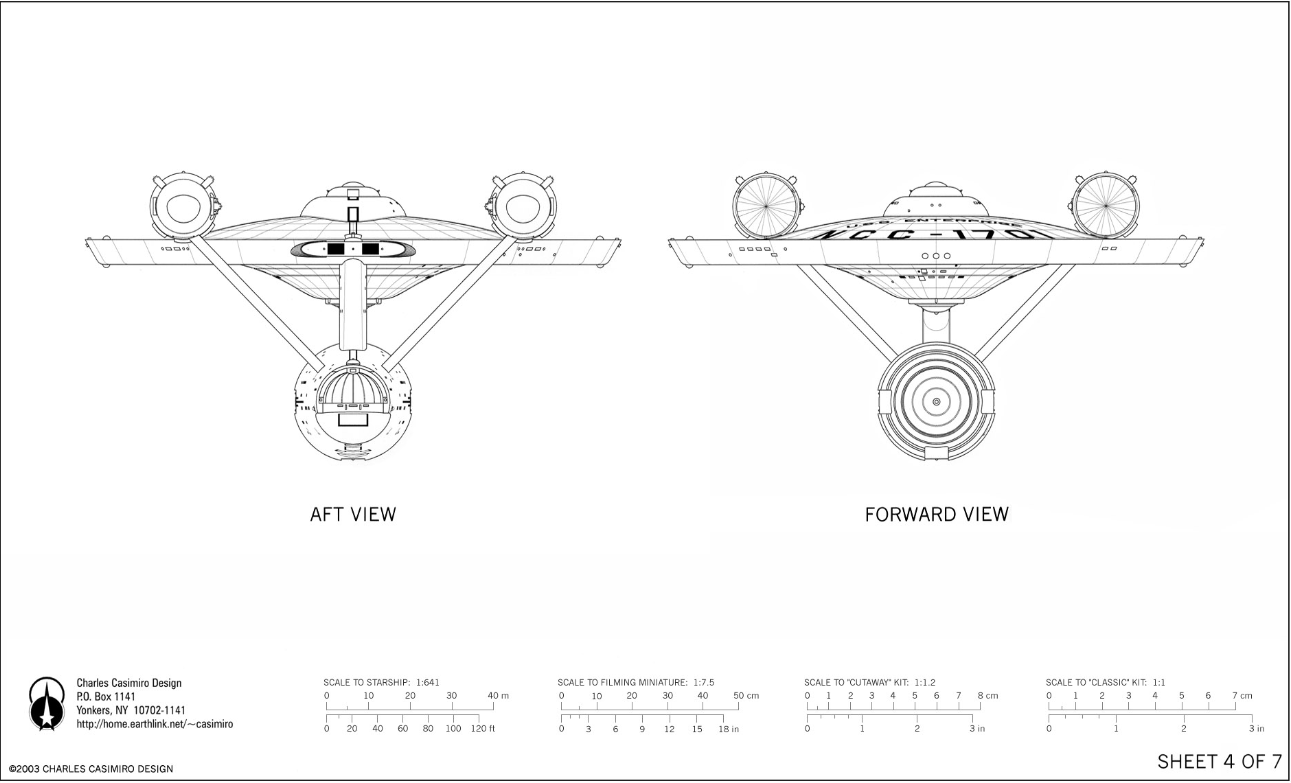 U.S.S. ENTERPRISE
NCC-1701
AFT VIEW
FORWARD VIEW
Charles Casimiro Design
P.O. Box 1141
Yonkers, NY 10702-1141
http://home.earthlink.net/~casimiro
SCALE TO STARSHIP: 1:641
0 10 20 30 40 m
0 20 40 60 80 100 120 ft
SCALE TO FILMING MINIATURE: 1:7.5
0 10 20 30 40 50 cm
0 3 6 9 12 15 18 in
SCALE TO "CUTAWAY" KIT: 1:1.2
0 1 2 3 4 5 6 7 8 cm
0 1 2 3 in
SCALE TO "CLASSIC" KIT: 1:1
0 1 2 3 4 5 6 7 cm
0 1 2 3 in
©2003 CHARLES CASIMIRO DESIGN
SHEET 4 OF 7